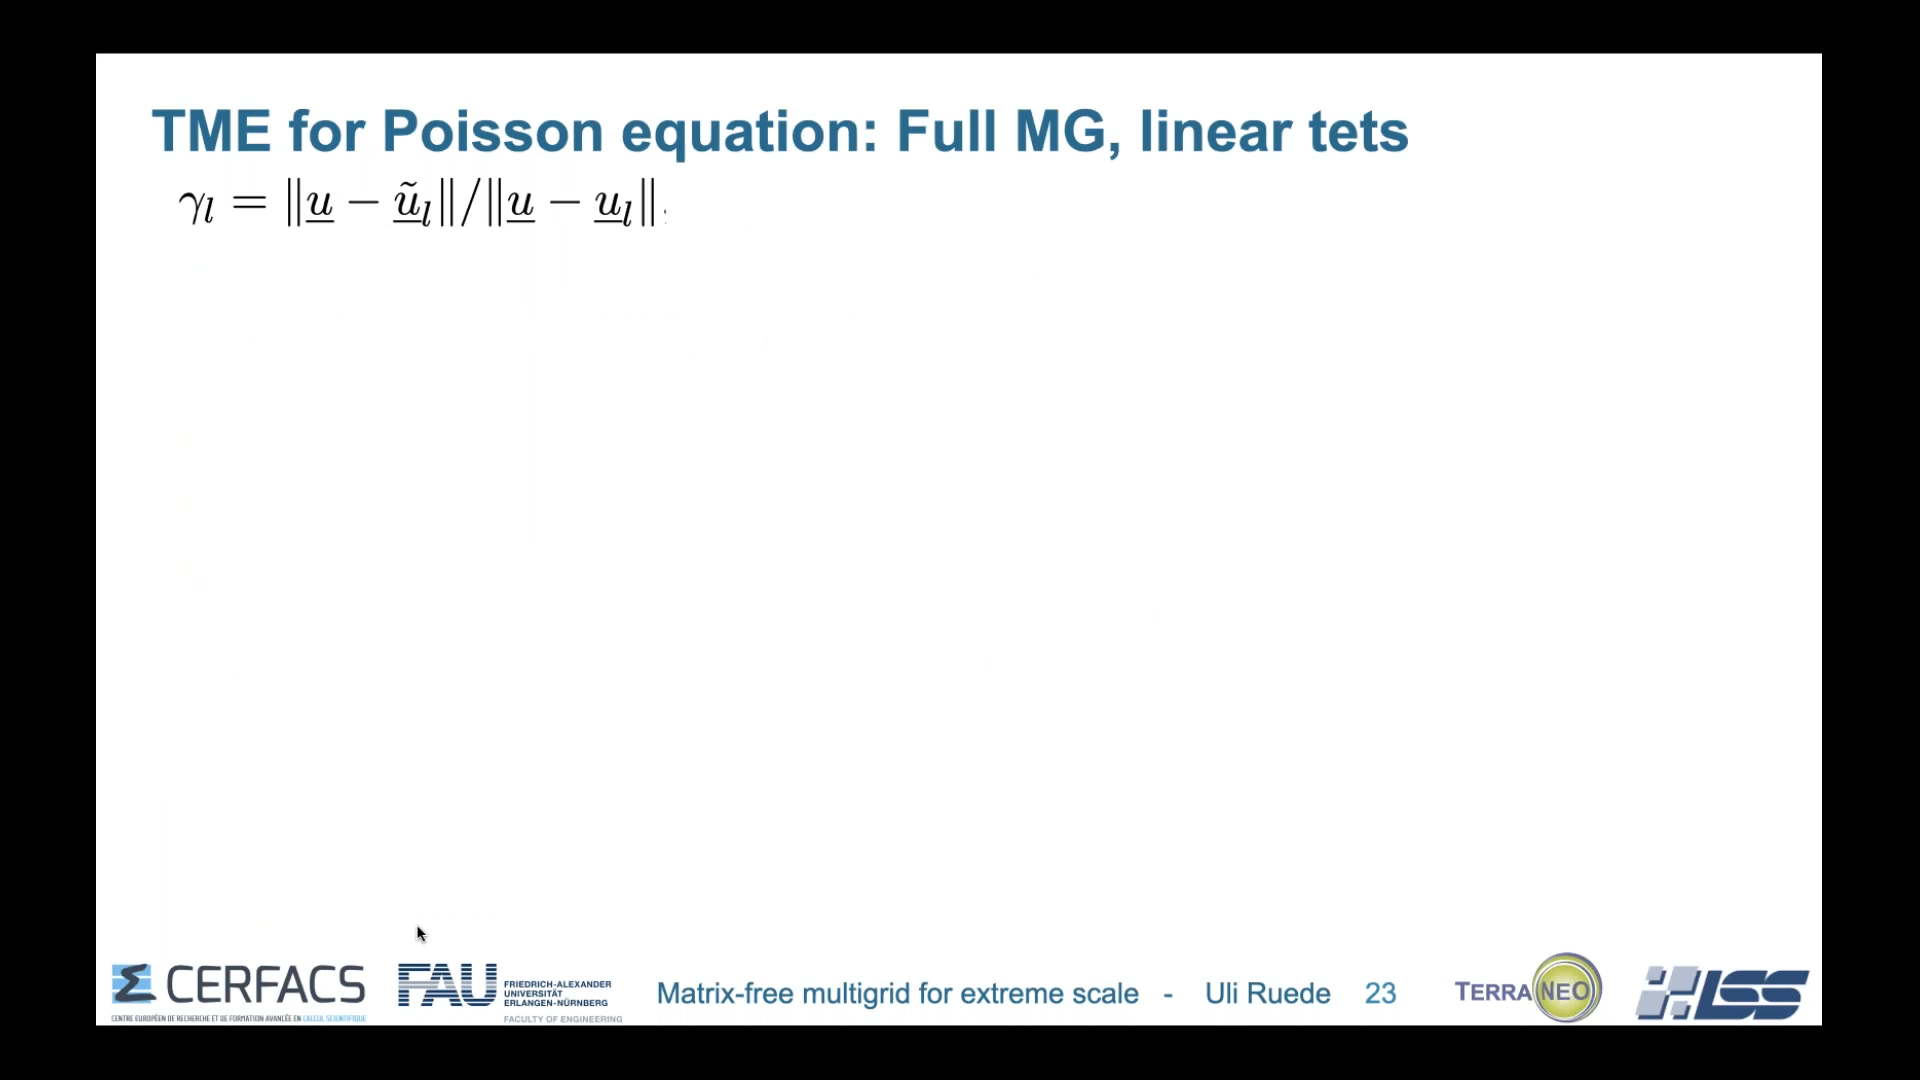 TME for Poisson equation: Full MG, linear tets
γ_l = ‖u − ũ_l‖/‖u − u_l‖
CERFACS
CENTRE EUROPÉEN DE RECHERCHE ET DE FORMATION AVANCÉE EN CALCUL SCIENTIFIQUE
FAU
FRIEDRICH-ALEXANDER
UNIVERSITÄT
ERLANGEN-NÜRNBERG
FACULTY OF ENGINEERING
Matrix-free multigrid for extreme scale - Uli Ruede 23
TERRA NEO
LSS